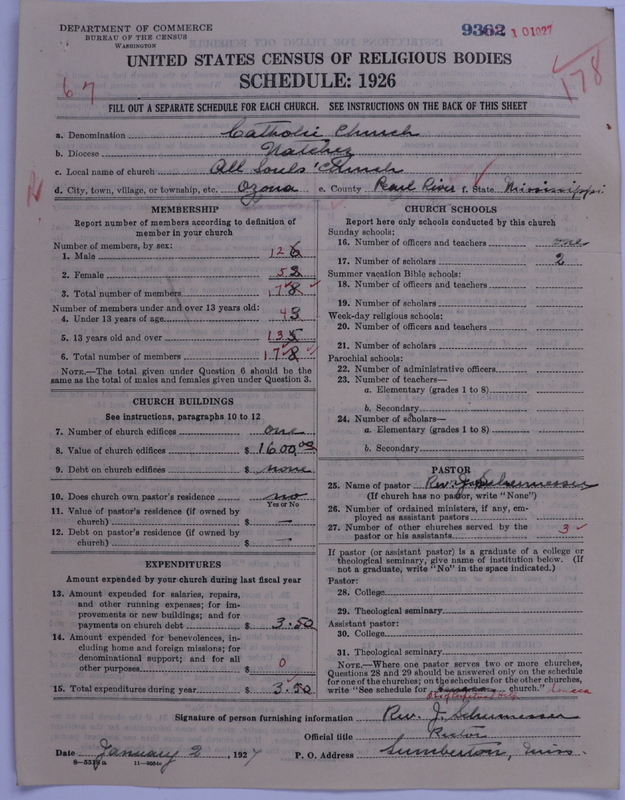 DEPARTMENT OF COMMERCE
BUREAU OF THE CENSUS
WASHINGTON
9362 1 01927
UNITED STATES CENSUS OF RELIGIOUS BODIES
SCHEDULE: 1926
178
67
FILL OUT A SEPARATE SCHEDULE FOR EACH CHURCH. SEE INSTRUCTIONS ON THE BACK OF THIS SHEET
a. Denomination Catholic Church
b. Diocese Natchez
c. Local name of church All Souls' Church
d. City, town, village, or township, etc. Ozona e. County Pearl River f. State Mississippi
MEMBERSHIP
Report number of members according to definition of
member in your church
Number of members, by sex:
1. Male 126
2. Female 52
3. Total number of members 178
Number of members under and over 13 years old:
4. Under 13 years of age 43
5. 13 years old and over 135
6. Total number of members 178
NOTE.—The total given under Question 6 should be
same as the total of males and females given under Question 3.
CHURCH BUILDINGS
See instructions, paragraphs 10 to 12
7. Number of church edifices one
8. Value of church edifices $ 1600.00
9. Debt on church edifices $ none
10. Does church own pastor's residence no
Yes or No
11. Value of pastor's residence (if owned by
church) $ —
12. Debt on pastor's residence (if owned by
church) $ —
EXPENDITURES
Amount expended by your church during last fiscal year
13. Amount expended for salaries, repairs,
and other running expenses; for im-
provements or new buildings; and for
payments on church debt $ 3.50
14. Amount expended for benevolences, in-
cluding home and foreign missions; for
denominational support; and for all
other purposes $ 0
15. Total expenditures during year $ 3.50
CHURCH SCHOOLS
Report here only schools conducted by this church
Sunday schools:
16. Number of officers and teachers one
17. Number of scholars 2
Summer vacation Bible schools:
18. Number of officers and teachers
19. Number of scholars
Week-day religious schools:
20. Number of officers and teachers
21. Number of scholars
Parochial schools:
22. Number of administrative officers
23. Number of teachers—
a. Elementary (grades 1 to 8)
b. Secondary
24. Number of scholars—
a. Elementary (grades 1 to 8)
b. Secondary
PASTOR
25. Name of pastor Rev. J.
(If church has no pastor, write "None")
26. Number of ordained ministers, if any, em-
ployed as assistant pastors
27. Number of other churches served by the
pastor or his assistants 3
If pastor (or assistant pastor) is a graduate of a college or
theological seminary, give name of institution below. (If
not a graduate, write "No" in the space indicated.)
Pastor:
28. College
29. Theological seminary
Assistant pastor:
30. College
31. Theological seminary
NOTE.—Where one pastor serves two or more churches,
Questions 28 and 29 should be answered only on the schedule
for one of the churches; on the schedules for the other churches,
write "See schedule for church."
Signature of person furnishing information Rev. J.
Official title Rector
Date January 2, 1927 P. O. Address Lumberton, Miss.